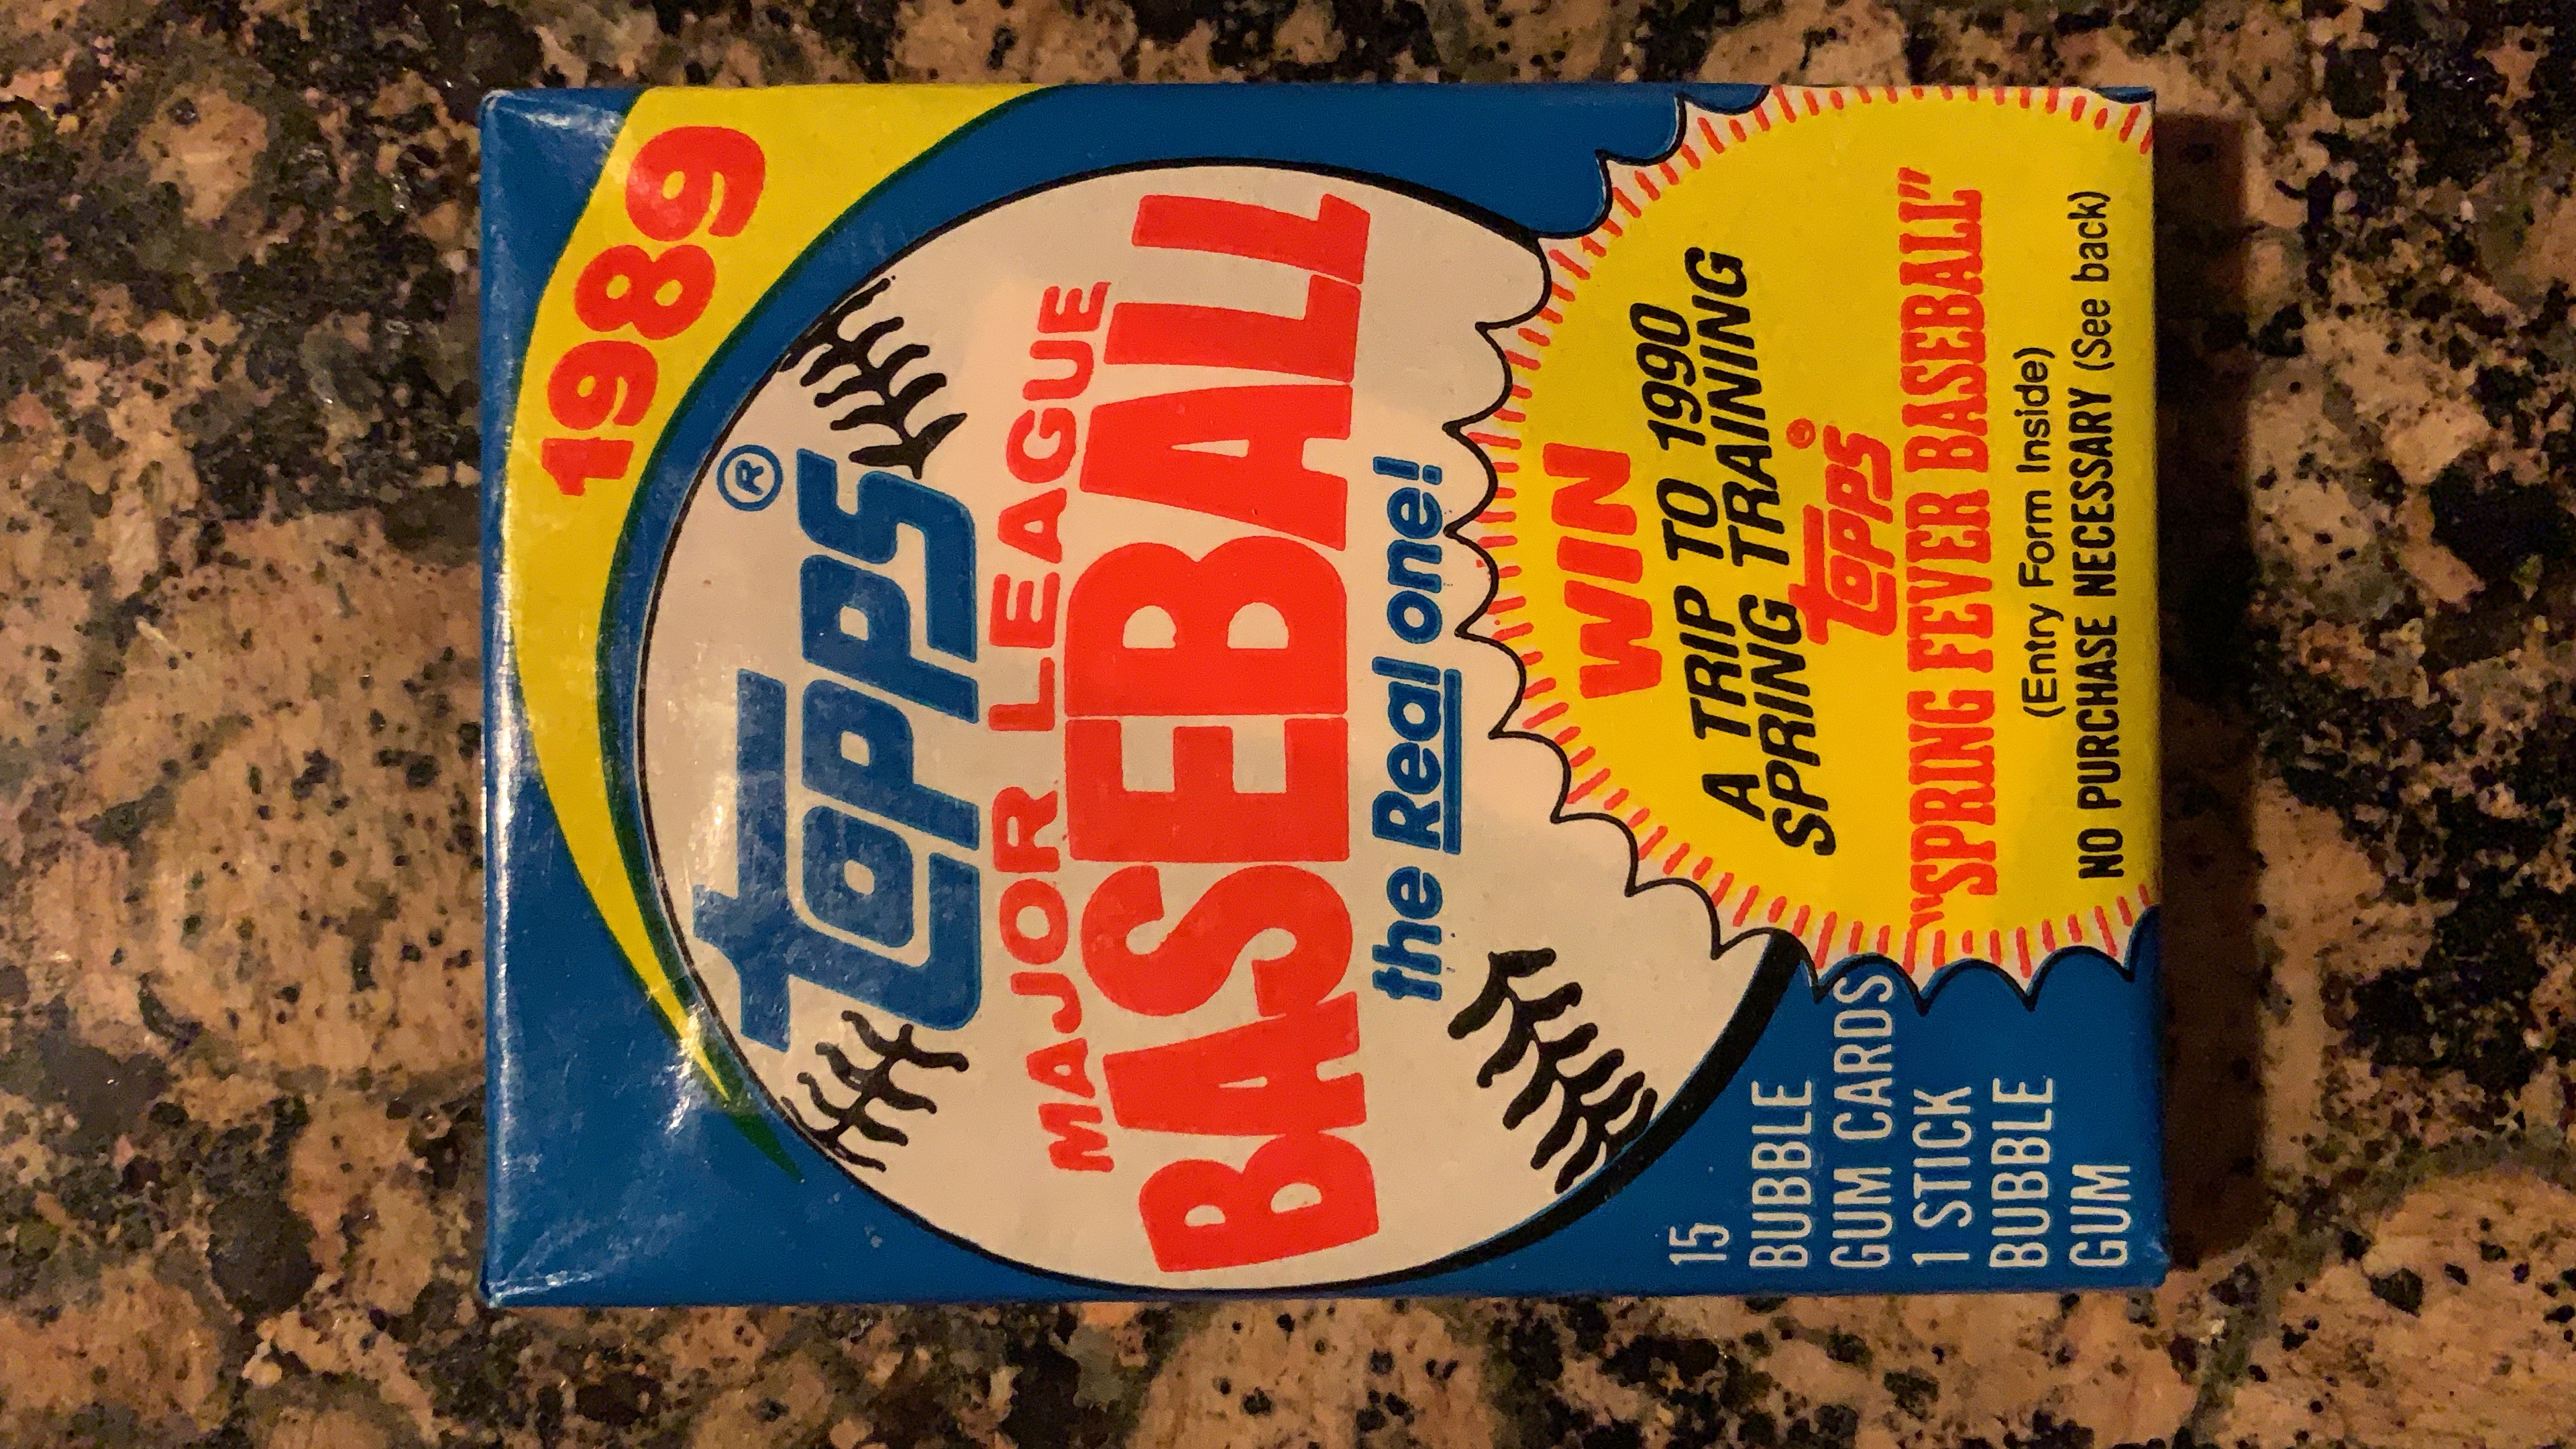 1989
Topps®
MAJOR LEAGUE
BASEBALL
the Real one!
WIN
A TRIP TO 1990
SPRING TRAINING
Topps®
"SPRING FEVER BASEBALL"
(Entry Form Inside)
NO PURCHASE NECESSARY (See back)
15
BUBBLE
GUM CARDS
1 STICK
BUBBLE
GUM